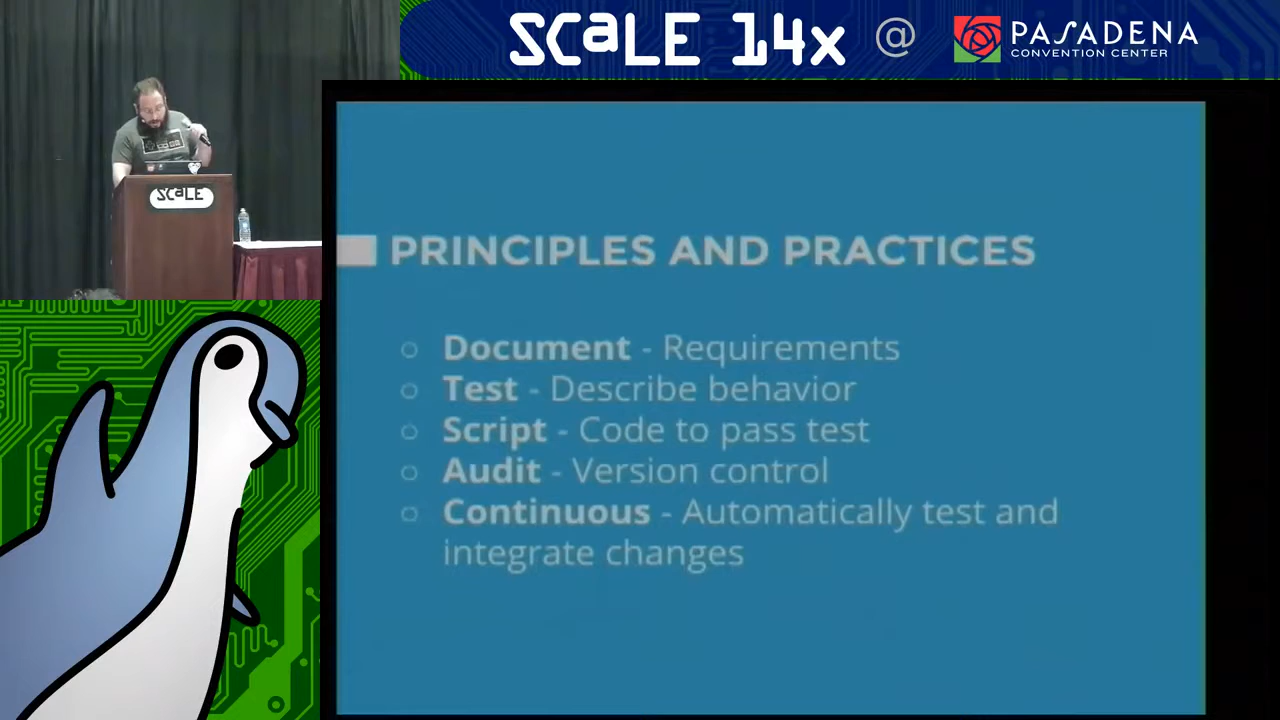 SCaLE 14x @ PASADENA
CONVENTION CENTER
SCaLE
PRINCIPLES AND PRACTICES
Document - Requirements
Test - Describe behavior
Script - Code to pass test
Audit - Version control
Continuous - Automatically test and
integrate changes